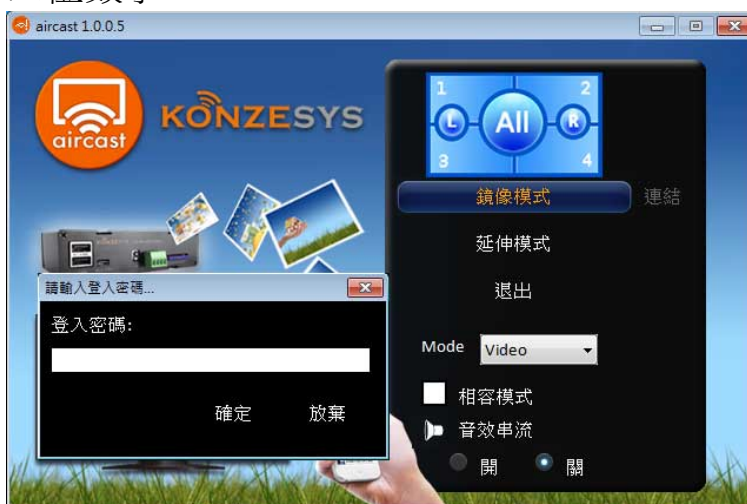 aircast 1.0.0.5
aircast
KONZESYS
1
2
L
All
R
3
4
鏡像模式
連結
延伸模式
退出
請輸入登入密碼...
登入密碼:
確定
放棄
Mode
Video
相容模式
音效串流
開
關